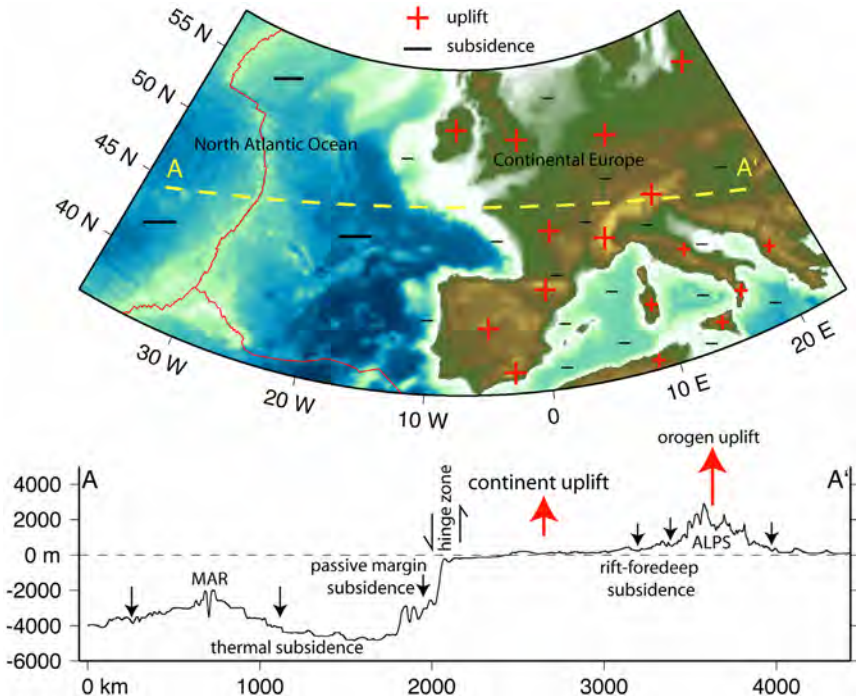 + uplift
— subsidence
55 N
50 N
45 N
40 N
North Atlantic Ocean
Continental Europe
A
A'
30 W
20 W
10 W
0
10 E
20 E
A
A'
4000
2000
0 m
-2000
-4000
-6000
orogen uplift
continent uplift
hinge zone
ALPS
MAR
passive margin
subsidence
rift-foredeep
subsidence
thermal subsidence
0 km
1000
2000
3000
4000